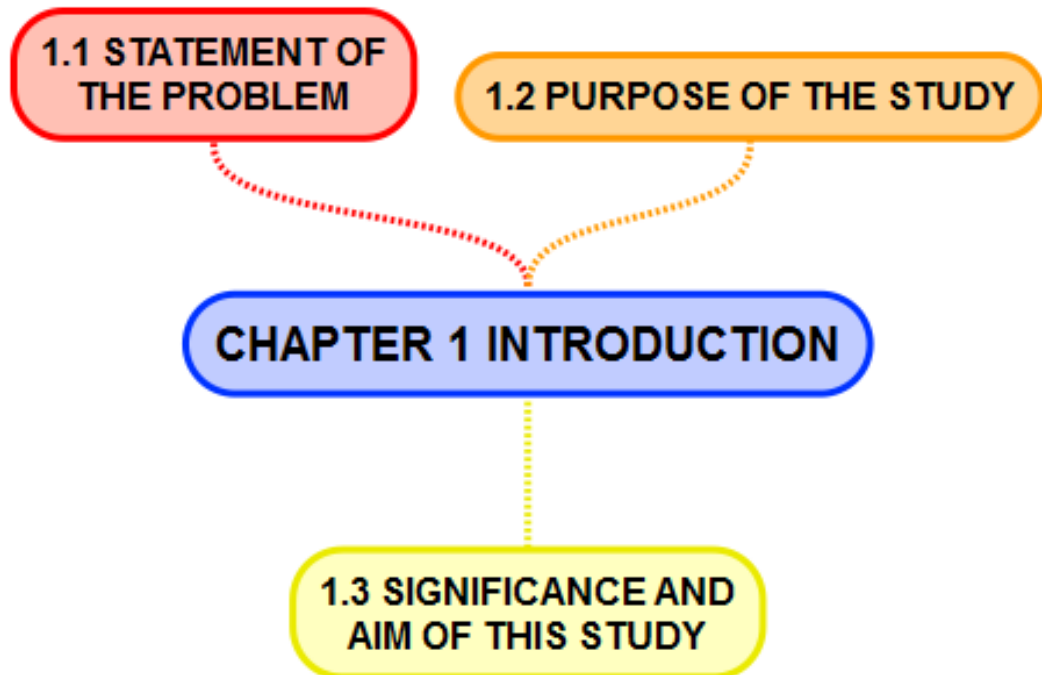 1.1 STATEMENT OF
THE PROBLEM
1.2 PURPOSE OF THE STUDY
CHAPTER 1 INTRODUCTION
1.3 SIGNIFICANCE AND
AIM OF THIS STUDY